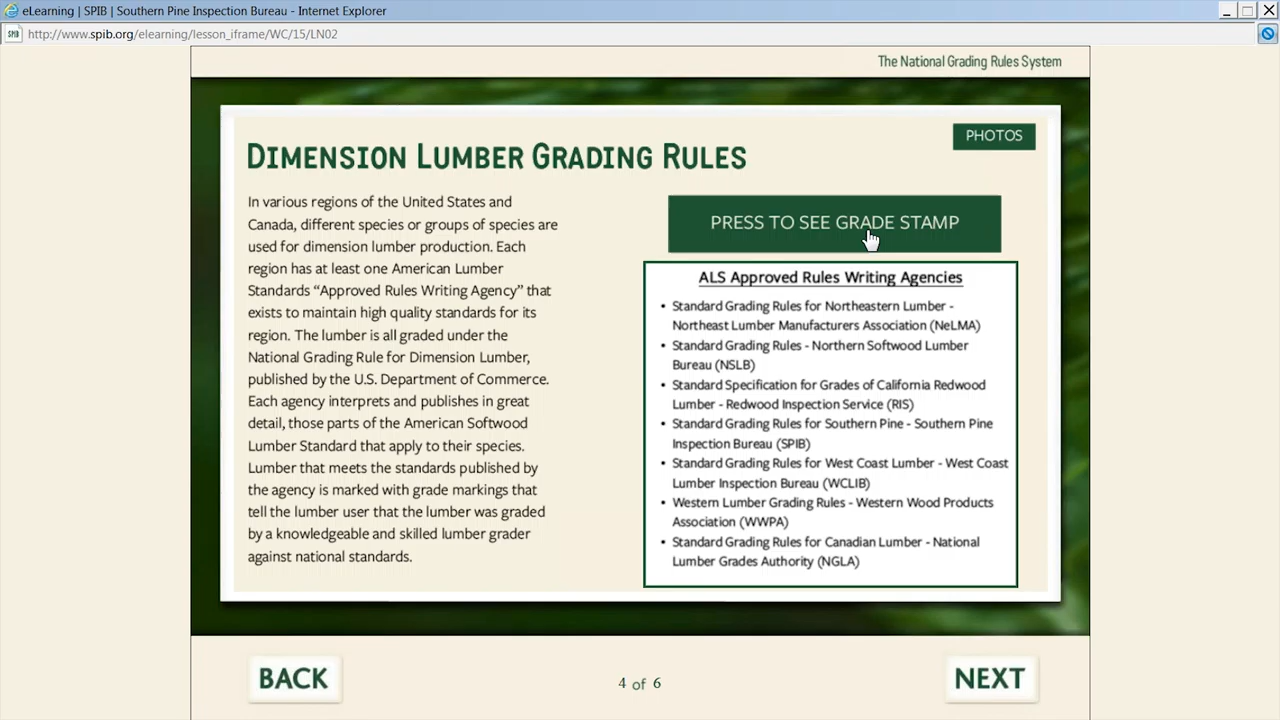 eLearning | SPIB | Southern Pine Inspection Bureau - Internet Explorer
SPIB http://www.spib.org/elearning/lesson_iframe/WC/15/LN02
The National Grading Rules System
PHOTOS
DIMENSION LUMBER GRADING RULES
In various regions of the United States and
Canada, different species or groups of species are
used for dimension lumber production. Each
region has at least one American Lumber
Standards “Approved Rules Writing Agency” that
exists to maintain high quality standards for its
region. The lumber is all graded under the
National Grading Rule for Dimension Lumber,
published by the U.S. Department of Commerce.
Each agency interprets and publishes in great
detail, those parts of the American Softwood
Lumber Standard that apply to their species.
Lumber that meets the standards published by
the agency is marked with grade markings that
tell the lumber user that the lumber was graded
by a knowledgeable and skilled lumber grader
against national standards.
PRESS TO SEE GRADE STAMP
ALS Approved Rules Writing Agencies
• Standard Grading Rules for Northeastern Lumber -
Northeast Lumber Manufacturers Association (NeLMA)
• Standard Grading Rules - Northern Softwood Lumber
Bureau (NSLB)
• Standard Specification for Grades of California Redwood
Lumber - Redwood Inspection Service (RIS)
• Standard Grading Rules for Southern Pine - Southern Pine
Inspection Bureau (SPIB)
• Standard Grading Rules for West Coast Lumber - West Coast
Lumber Inspection Bureau (WCLIB)
• Western Lumber Grading Rules - Western Wood Products
Association (WWPA)
• Standard Grading Rules for Canadian Lumber - National
Lumber Grades Authority (NGLA)
BACK
4 of 6
NEXT